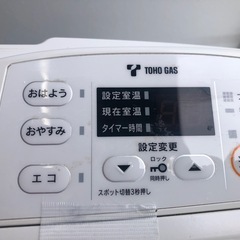 TOHO GAS
おはよう
設定室温
現在室温
おやすみ
タイマー時間
設定変更
ロック
同時押し
エコ
スポット切替3秒押し